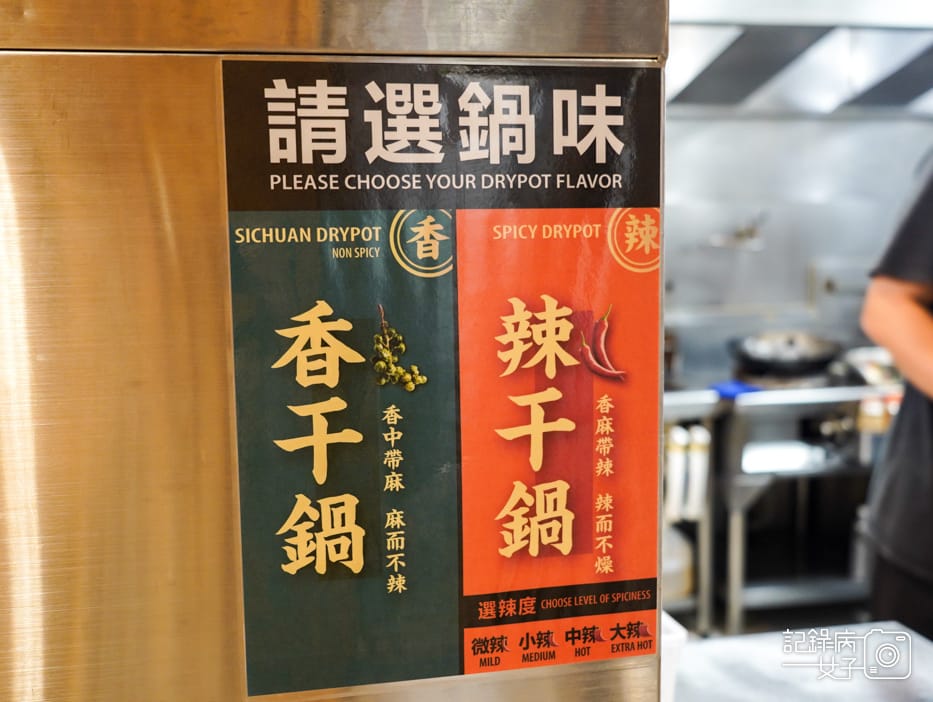 請選鍋味
PLEASE CHOOSE YOUR DRYPOT FLAVOR
SICHUAN DRYPOT
NON SPICY
香
香干鍋
香中帶麻 麻而不辣
SPICY DRYPOT
辣
辣干鍋
香麻帶辣 辣而不燥
選辣度 CHOOSE LEVEL OF SPICINESS
微辣 小辣 中辣 大辣
MILD MEDIUM HOT EXTRA HOT
記錄病
女子